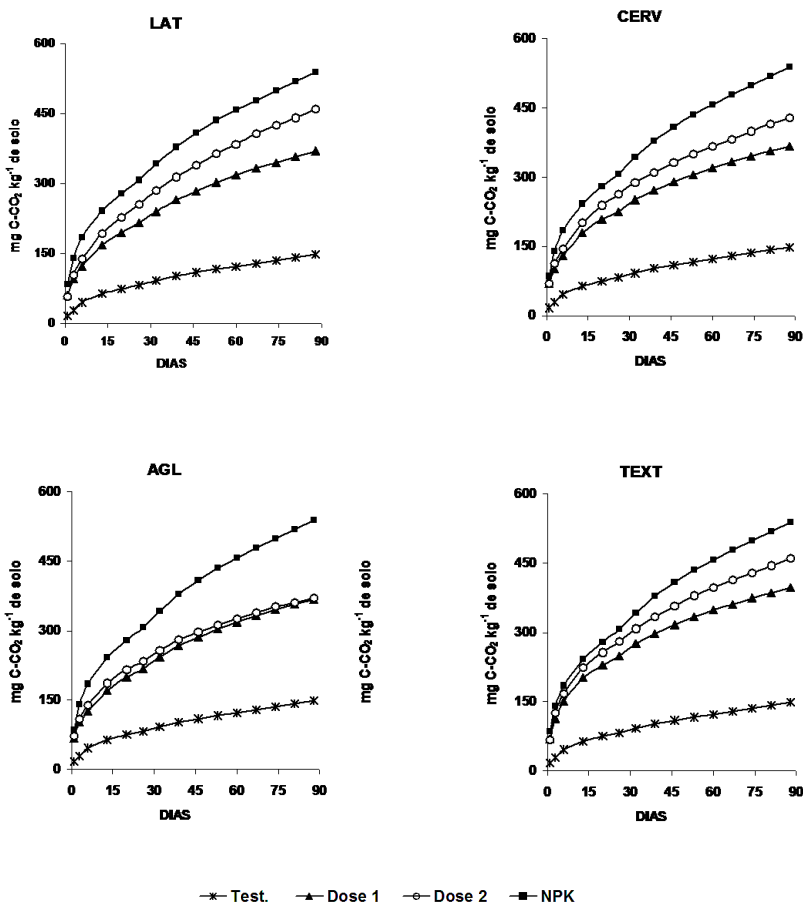 LAT
mg C-CO₂ kg⁻¹ de solo
600
450
300
150
0
0 15 30 45 60 75 90
DIAS
CERV
mg C-CO₂ kg⁻¹ de solo
600
450
300
150
0
0 15 30 45 60 75 90
DIAS
AGL
mg C-CO₂ kg⁻¹ de solo
600
450
300
150
0
0 15 30 45 60 75 90
DIAS
TEXT
mg C-CO₂ kg⁻¹ de solo
600
450
300
150
0
0 15 30 45 60 75 90
DIAS
Test. Dose 1 Dose 2 NPK